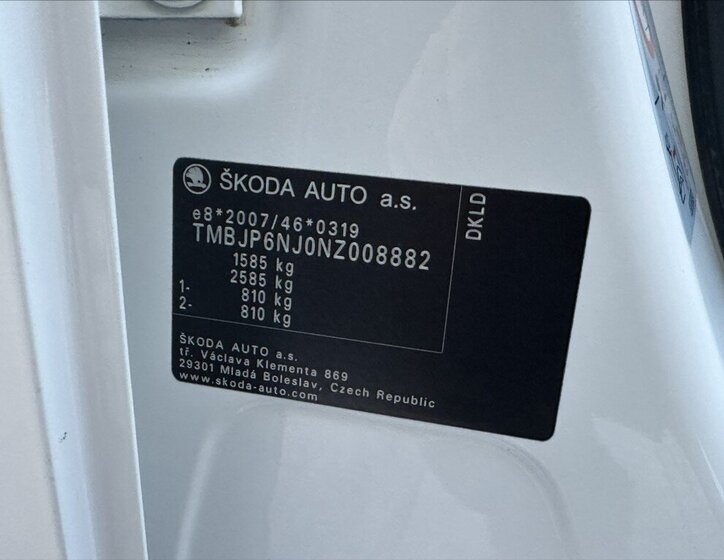 ŠKODA AUTO a.s.
DKLD
e8*2007/46*0319
TMBJP6NJ0NZ008882
1585 kg
2585 kg
1- 810 kg
2- 810 kg
ŠKODA AUTO a.s.
tř. Václava Klementa 869
29301 Mladá Boleslav, Czech Republic
www.skoda-auto.com